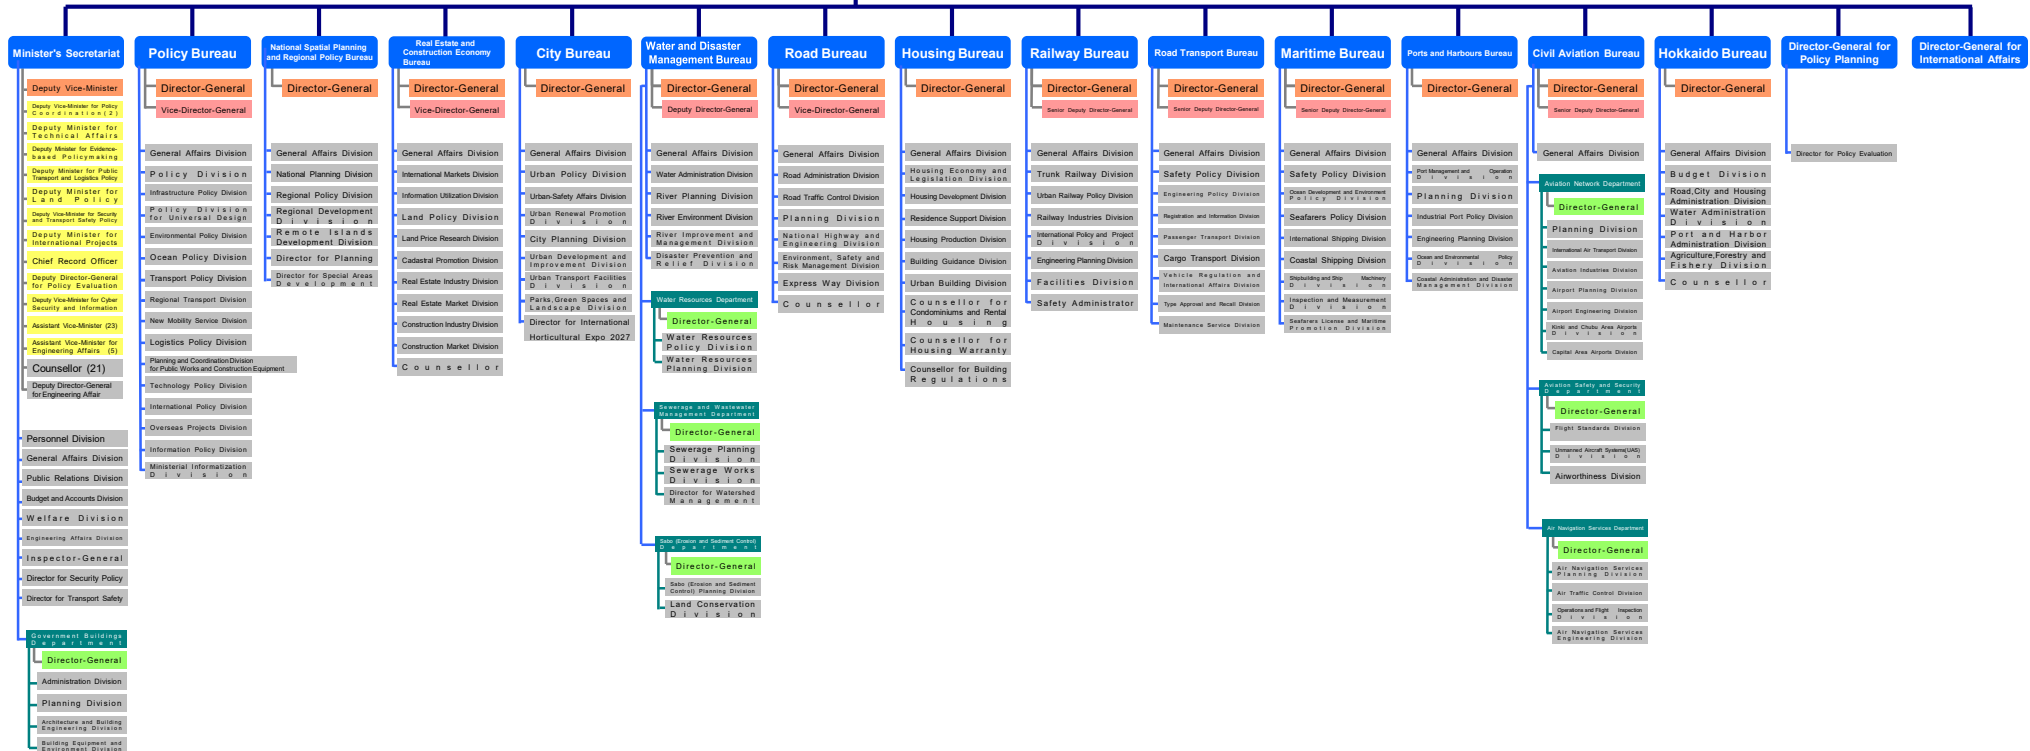 Minister's Secretariat
Deputy Vice-Minister
Deputy Vice-Minister for Policy
Coordination(2)
Deputy Minister for
Technical Affairs
Deputy Minister for Evidence-
based Policymaking
Deputy Minister for Public
Transport and Logistics Policy
Deputy Minister for
Land Policy
Deputy Vice-Minister for Security
and Transport Safety Policy
Deputy Minister for
International Projects
Chief Record Officer
Deputy Director-General
for Policy Evaluation
Deputy Vice-Minister for Cyber
Security and Information
Assistant Vice-Minister (23)
Assistant Vice-Minister for
Engineering Affairs (5)
Counsellor (21)
Deputy Director-General
for Engineering Affair
Personnel Division
General Affairs Division
Public Relations Division
Budget and Accounts Division
Welfare Division
Engineering Affairs Division
Inspector-General
Director for Security Policy
Director for Transport Safety
Government Buildings
Department
Director-General
Administration Division
Planning Division
Architecture and Building
Engineering Division
Building Equipment and
Environment Division
Policy Bureau
Director-General
Vice-Director-General
General Affairs Division
Policy Division
Infrastructure Policy Division
Policy Division
for Universal Design
Environmental Policy Division
Ocean Policy Division
Transport Policy Division
Regional Transport Division
New Mobility Service Division
Logistics Policy Division
Planning and Coordination Division
for Public Works and Construction Equipment
Technology Policy Division
International Policy Division
Overseas Projects Division
Information Policy Division
Ministerial Informatization
Division
National Spatial Planning
and Regional Policy Bureau
Director-General
General Affairs Division
National Planning Division
Regional Policy Division
Regional Development
Division
Remote Islands
Development Division
Director for Planning
Director for Special Areas
Development
Real Estate and
Construction Economy
Bureau
Director-General
Vice-Director-General
General Affairs Division
International Markets Division
Information Utilization Division
Land Policy Division
Land Price Research Division
Cadastral Promotion Division
Real Estate Industry Division
Real Estate Market Division
Construction Industry Division
Construction Market Division
Counsellor
City Bureau
Director-General
General Affairs Division
Urban Policy Division
Urban-Safety Affairs Division
Urban Renewal Promotion
Division
City Planning Division
Urban Development and
Improvement Division
Urban Transport Facilities
Division
Parks,Green Spaces and
Landscape Division
Director for International
Horticultural Expo 2027
Water and Disaster
Management Bureau
Director-General
Deputy Director-General
General Affairs Division
Water Administration Division
River Planning Division
River Environment Division
River Improvement and
Management Division
Disaster Prevention and
Relief Division
Water Resources Department
Director-General
Water Resources
Policy Division
Water Resources
Planning Division
Sewerage and Wastewater
Management Department
Director-General
Sewerage Planning
Division
Sewerage Works
Division
Director for Watershed
Management
Sabo (Erosion and Sediment Control)
Department
Director-General
Sabo (Erosion and Sediment
Control) Planning Division
Land Conservation
Division
Road Bureau
Director-General
Vice-Director-General
General Affairs Division
Road Administration Division
Road Traffic Control Division
Planning Division
National Highway and
Engineering Division
Environment, Safety and
Risk Management Division
Express Way Division
Counsellor
Housing Bureau
Director-General
General Affairs Division
Housing Economy and
Legislation Division
Housing Development Division
Residence Support Division
Housing Production Division
Building Guidance Division
Urban Building Division
Counsellor for
Condominiums and Rental
Housing
Counsellor for
Housing Warranty
Counsellor for Building
Regulations
Railway Bureau
Director-General
Senior Deputy Director-General
General Affairs Division
Trunk Railway Division
Urban Railway Policy Division
Railway Industries Division
International Policy and Project
Division
Engineering Planning Division
Facilities Division
Safety Administrator
Road Transport Bureau
Director-General
Senior Deputy Director-General
General Affairs Division
Safety Policy Division
Engineering Policy Division
Registration and Information Division
Passenger Transport Division
Cargo Transport Division
Vehicle Regulation and
International Affairs Division
Type Approval and Recall Division
Maintenance Service Division
Maritime Bureau
Director-General
Senior Deputy Director-General
General Affairs Division
Safety Policy Division
Ocean Development and Environment
Policy Division
Seafarers Policy Division
International Shipping Division
Coastal Shipping Division
Shipbuilding and Ship Machinery
Division
Inspection and Measurement
Division
Seafarers License and Maritime
Promotion Division
Ports and Harbours Bureau
Director-General
General Affairs Division
Port Management and Operation
Division
Planning Division
Industrial Port Policy Division
Engineering Planning Division
Ocean and Environmental Policy
Division
Coastal Administration and Disaster
Management Division
Civil Aviation Bureau
Director-General
Senior Deputy Director-General
General Affairs Division
Aviation Network Department
Director-General
Planning Division
International Air Transport Division
Aviation Industries Division
Airport Planning Division
Airport Engineering Division
Kinki and Chubu Area Airports
Division
Capital Area Airports Division
Aviation Safety and Security
Department
Director-General
Flight Standards Division
Unmanned Aircraft Systems(UAS)
Division
Airworthiness Division
Air Navigation Services Department
Director-General
Air Navigation Services
Planning Division
Air Traffic Control Division
Operations and Flight Inspection
Division
Air Navigation Services
Engineering Division
Hokkaido Bureau
Director-General
General Affairs Division
Budget Division
Road,City and Housing
Administration Division
Water Administration
Division
Port and Harbor
Administration Division
Agriculture,Forestry and
Fishery Division
Counsellor
Director-General for
Policy Planning
Director for Policy Evaluation
Director-General for
International Affairs